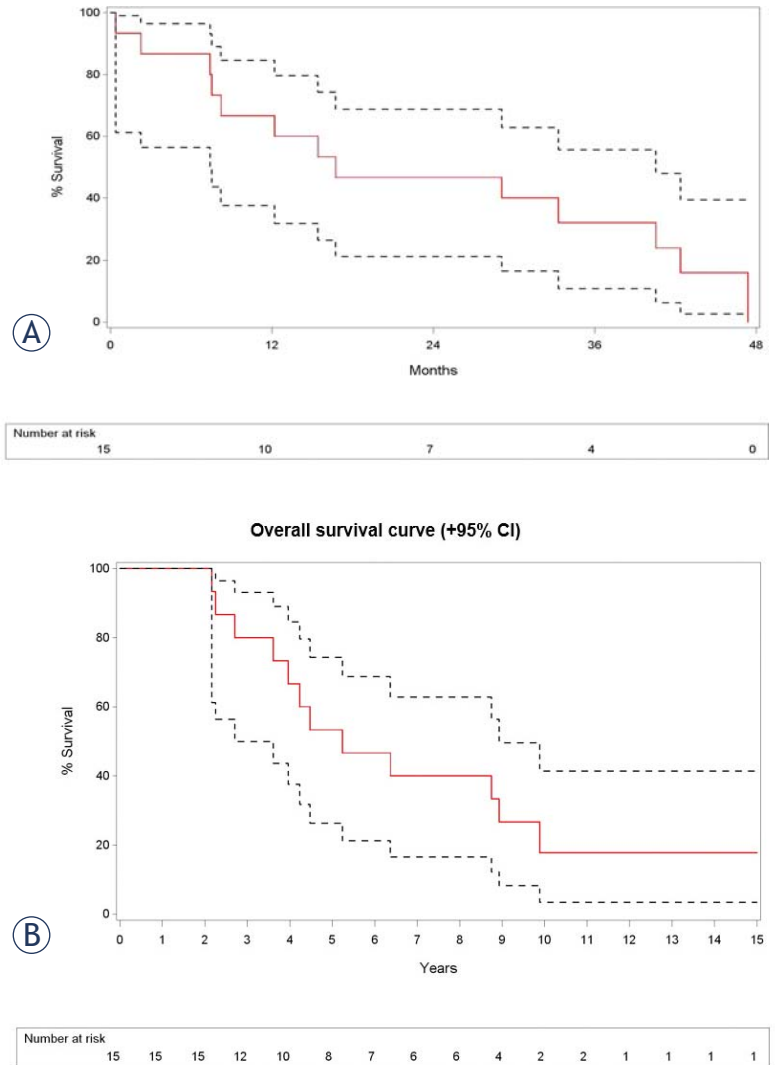 100
80
60
40
20
0
% Survival
0 12 24 36 48
Months
A
Number at risk
15 10 7 4 0
Overall survival curve (+95% CI)
100
80
60
40
20
0
% Survival
0 1 2 3 4 5 6 7 8 9 10 11 12 13 14 15
Years
B
Number at risk
15 15 15 12 10 8 7 6 6 4 2 2 1 1 1 1